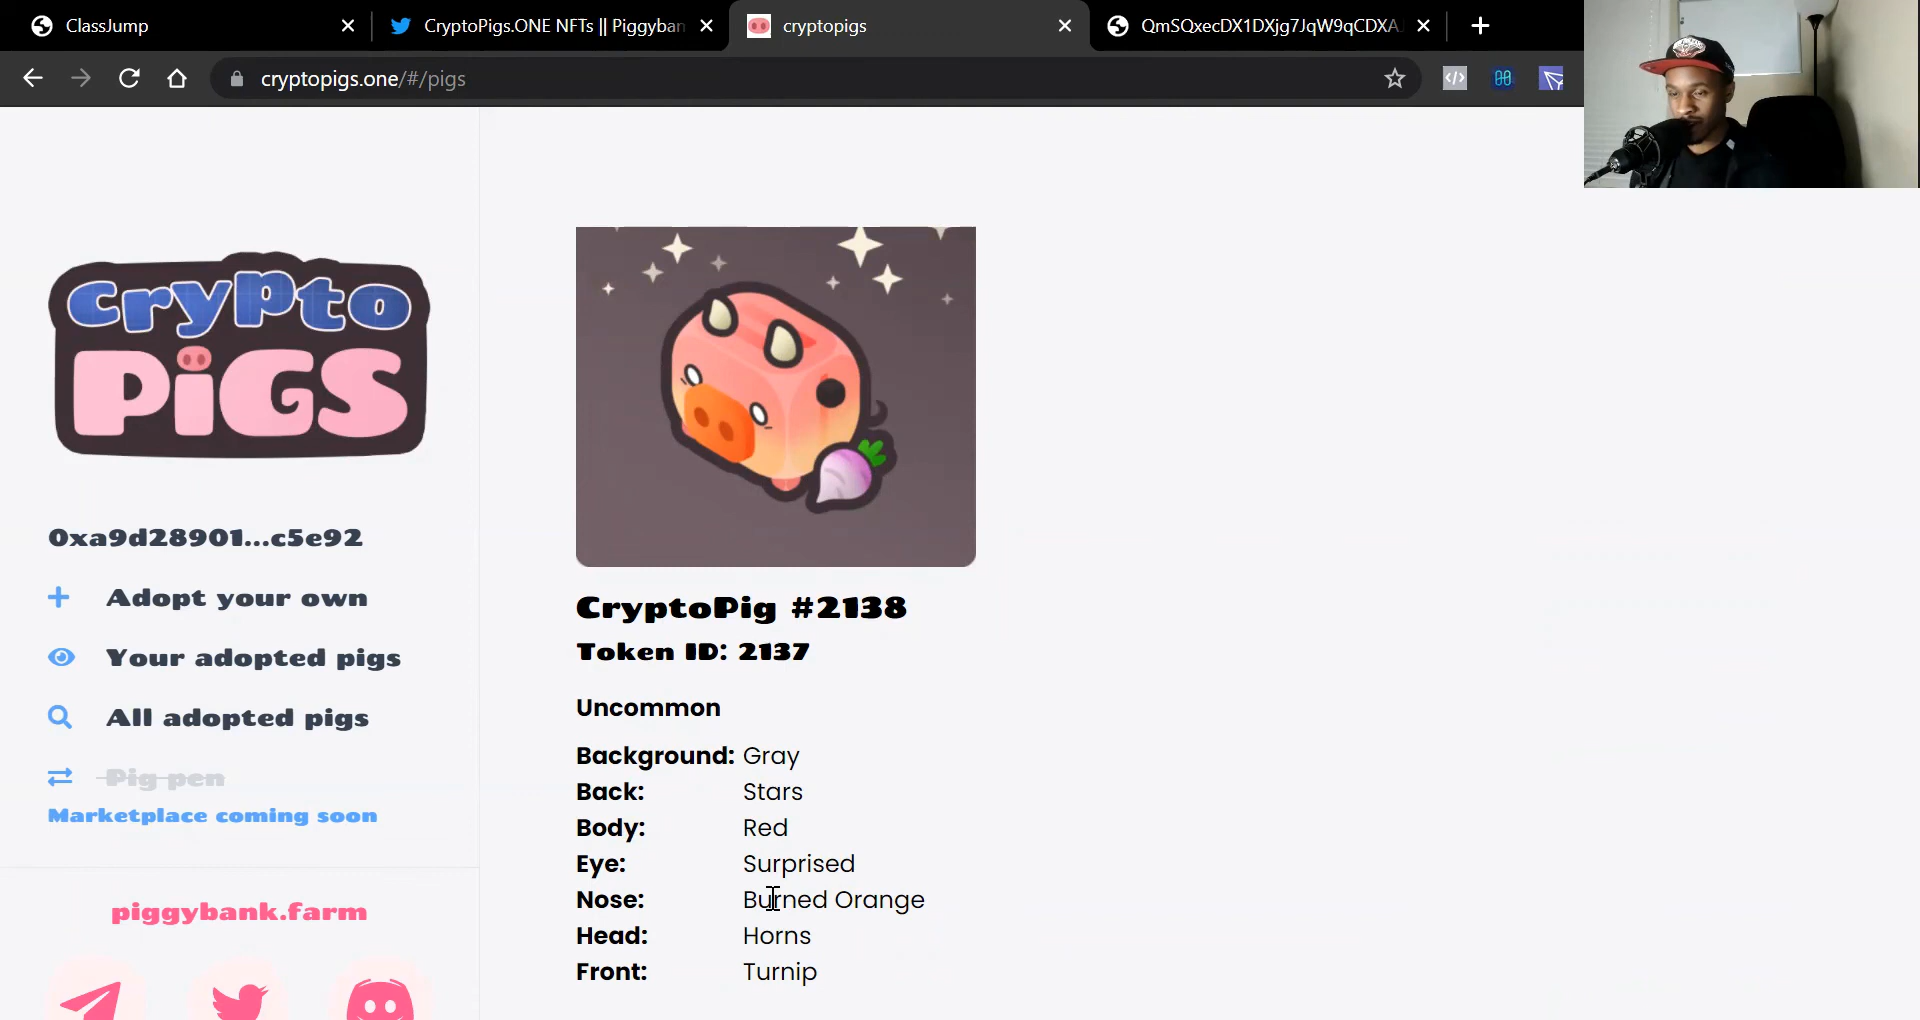 ClassJump
CryptoPigs.ONE NFTs || Piggyban
cryptopigs
QmSQxecDX1DXjg7JqW9qCDXA
cryptopigs.one/#/pigs
Crypto
PiGS
0xa9d28901...c5e92
Adopt your own
Your adopted pigs
All adopted pigs
Pig pen
Marketplace coming soon
piggybank.farm
CryptoPig #2138
Token ID: 2137
Uncommon
Background: Gray
Back: Stars
Body: Red
Eye: Surprised
Nose: Burned Orange
Head: Horns
Front: Turnip